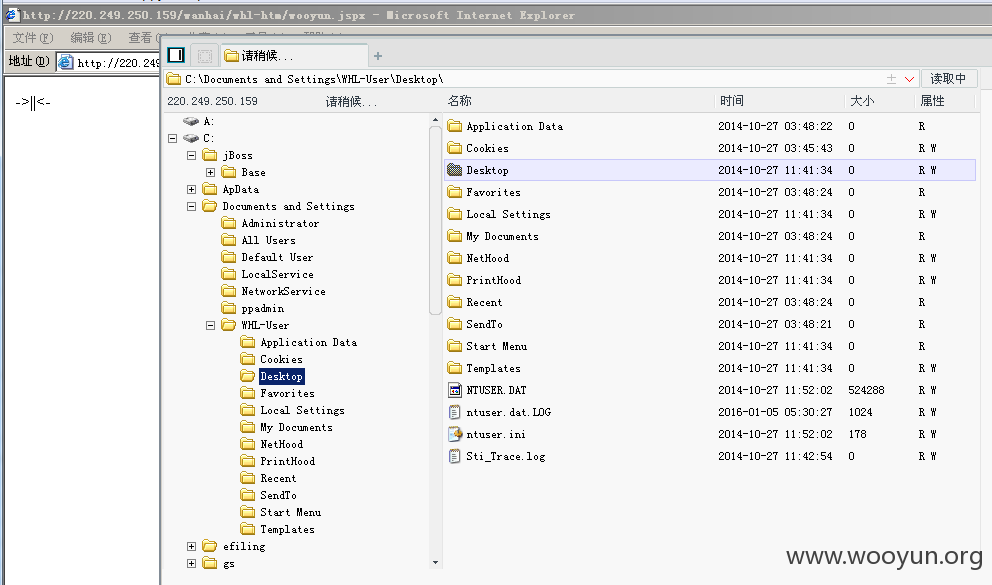 http://220.249.250.159/wanhai/whl-htm/wooyun.jspx - Microsoft Internet Explorer
文件(F) 编辑(E) 查看
地址(D) http://220.249
->||<-
请稍候...
+
C:\Documents and Settings\WHL-User\Desktop\
读取中
220.249.250.159 请稍候...
名称 时间 大小 属性
A:
C:
jBoss
Base
ApData
Documents and Settings
Administrator
All Users
Default User
LocalService
NetworkService
ppadmin
WHL-User
Application Data
Cookies
Desktop
Favorites
Local Settings
My Documents
NetHood
PrintHood
Recent
SendTo
Start Menu
Templates
efiling
gs
Application Data 2014-10-27 03:48:22 0 R
Cookies 2014-10-27 03:45:43 0 R W
Desktop 2014-10-27 11:41:34 0 R W
Favorites 2014-10-27 03:48:24 0 R
Local Settings 2014-10-27 11:41:34 0 R W
My Documents 2014-10-27 03:48:24 0 R
NetHood 2014-10-27 11:41:34 0 R W
PrintHood 2014-10-27 11:41:34 0 R W
Recent 2014-10-27 03:48:24 0 R
SendTo 2014-10-27 03:48:21 0 R
Start Menu 2014-10-27 11:41:34 0 R
Templates 2014-10-27 11:41:34 0 R W
NTUSER.DAT 2014-10-27 11:52:02 524288 R W
ntuser.dat.LOG 2016-01-05 05:30:27 1024 R W
ntuser.ini 2014-10-27 11:52:02 178 R W
Sti_Trace.log 2014-10-27 11:42:54 0 R W
www.wooyun.org